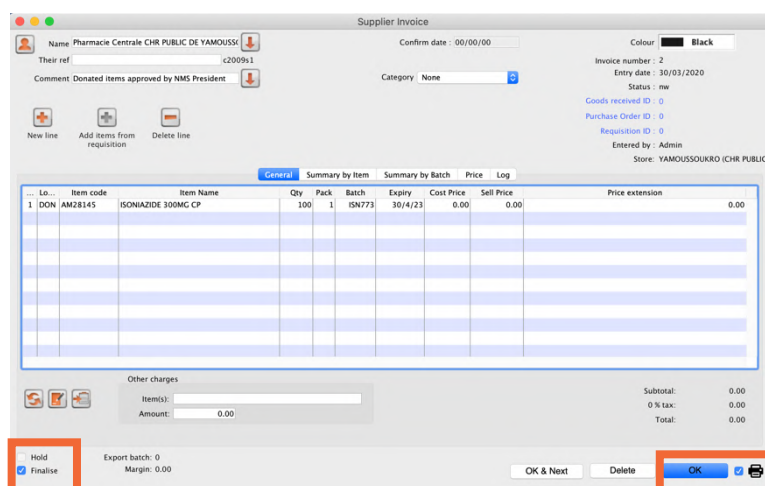 Supplier Invoice
Name Pharmacie Centrale CHR PUBLIC DE YAMOUSS
Confirm date : 00/00/00
Colour Black
Their ref c2009s1
Invoice number : 2
Comment Donated items approved by NMS President
Category None
Entry date : 30/03/2020
Status : nw
Goods received ID : 0
Purchase Order ID : 0
Requisition ID : 0
Entered by : Admin
Store: YAMOUSSOUKRO (CHR PUBLIC
New line
Add items from requisition
Delete line
General Summary by Item Summary by Batch Price Log
... Lo... Item code Item Name Qty Pack Batch Expiry Cost Price Sell Price Price extension
1 DON AM28145 ISONIAZIDE 300MG CP 100 1 ISN773 30/4/23 0.00 0.00 0.00
Other charges
Item(s):
Amount: 0.00
Subtotal: 0.00
0 % tax: 0.00
Total: 0.00
Hold
Finalise
Export batch: 0
Margin: 0.00
OK & Next Delete OK